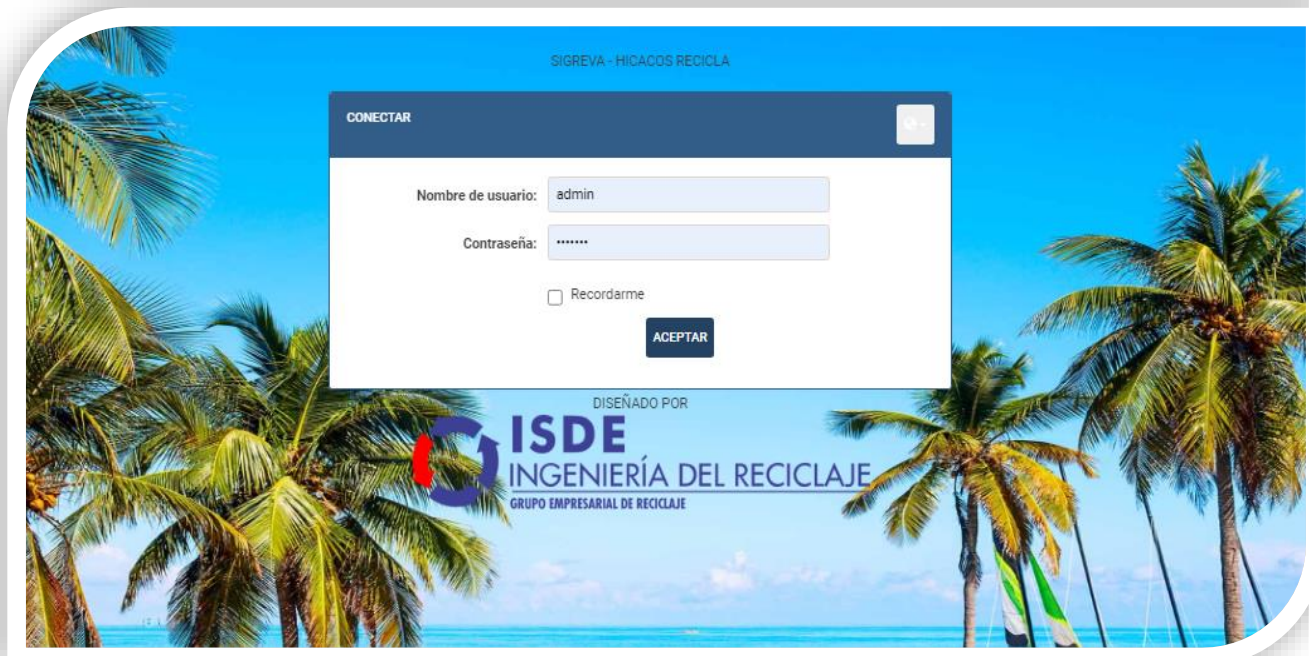 SIGREVA - HICACOS RECICLA
CONECTAR
Nombre de usuario: admin
Contraseña: •••••••
Recordarme
ACEPTAR
DISEÑADO POR
ISDE
INGENIERÍA DEL RECICLAJE
GRUPO EMPRESARIAL DE RECICLAJE